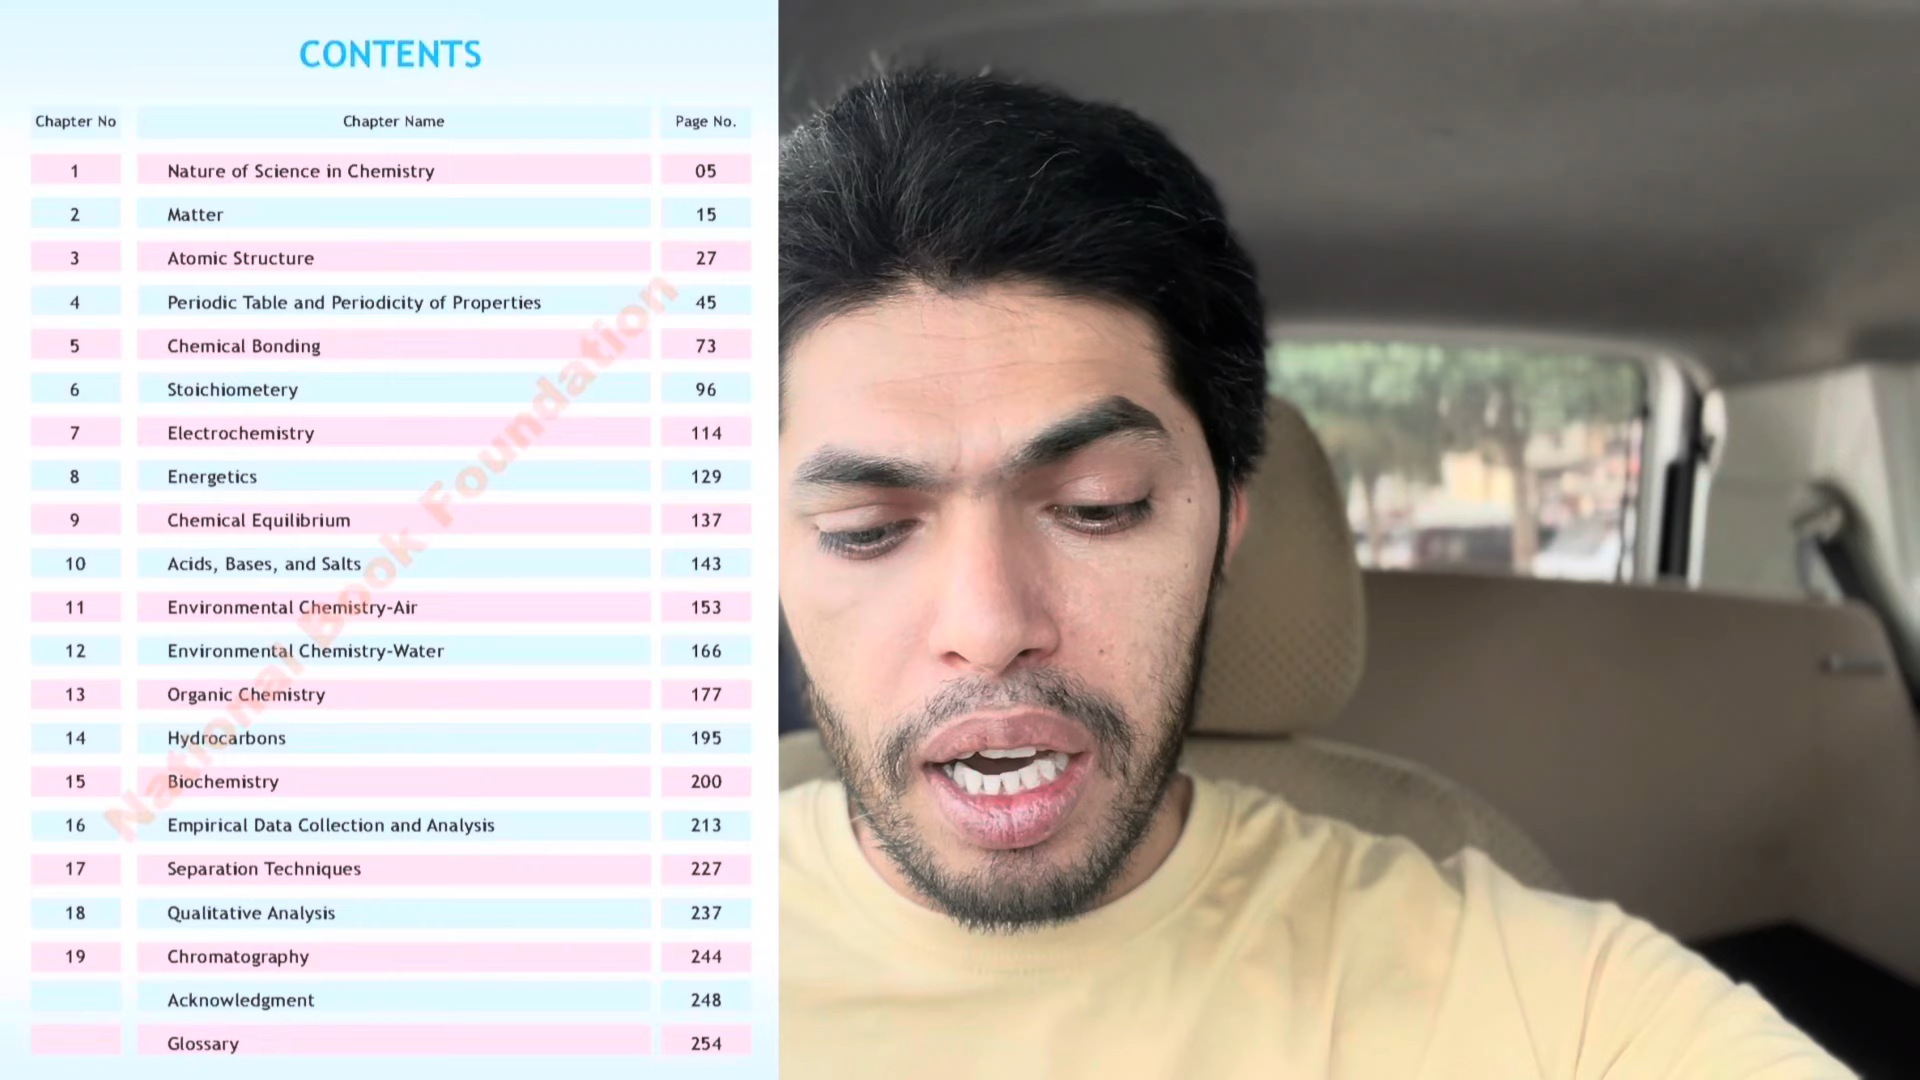 CONTENTS
Chapter No Chapter Name Page No.
1 Nature of Science in Chemistry 05
2 Matter 15
3 Atomic Structure 27
4 Periodic Table and Periodicity of Properties 45
5 Chemical Bonding 73
6 Stoichiometery 96
7 Electrochemistry 114
8 Energetics 129
9 Chemical Equilibrium 137
10 Acids, Bases, and Salts 143
11 Environmental Chemistry-Air 153
12 Environmental Chemistry-Water 166
13 Organic Chemistry 177
14 Hydrocarbons 195
15 Biochemistry 200
16 Empirical Data Collection and Analysis 213
17 Separation Techniques 227
18 Qualitative Analysis 237
19 Chromatography 244
Acknowledgment 248
Glossary 254
National Book Foundation